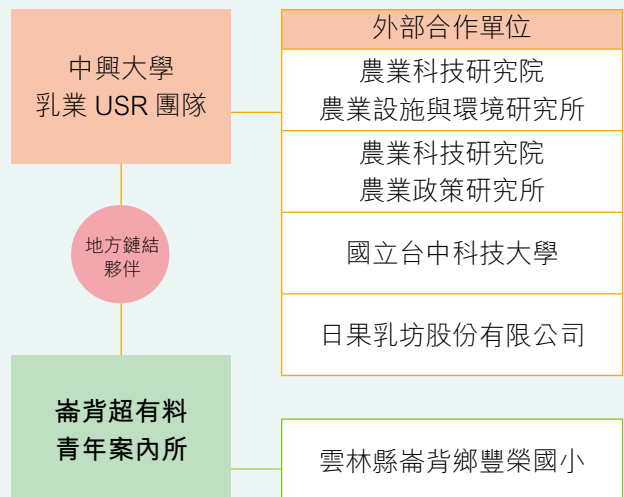 中興大學
乳業 USR 團隊
外部合作單位
農業科技研究院
農業設施與環境研究所
農業科技研究院
農業政策研究所
國立台中科技大學
日果乳坊股份有限公司
地方鏈結
夥伴
崙背超有料
青年案內所
雲林縣崙背鄉豐榮國小